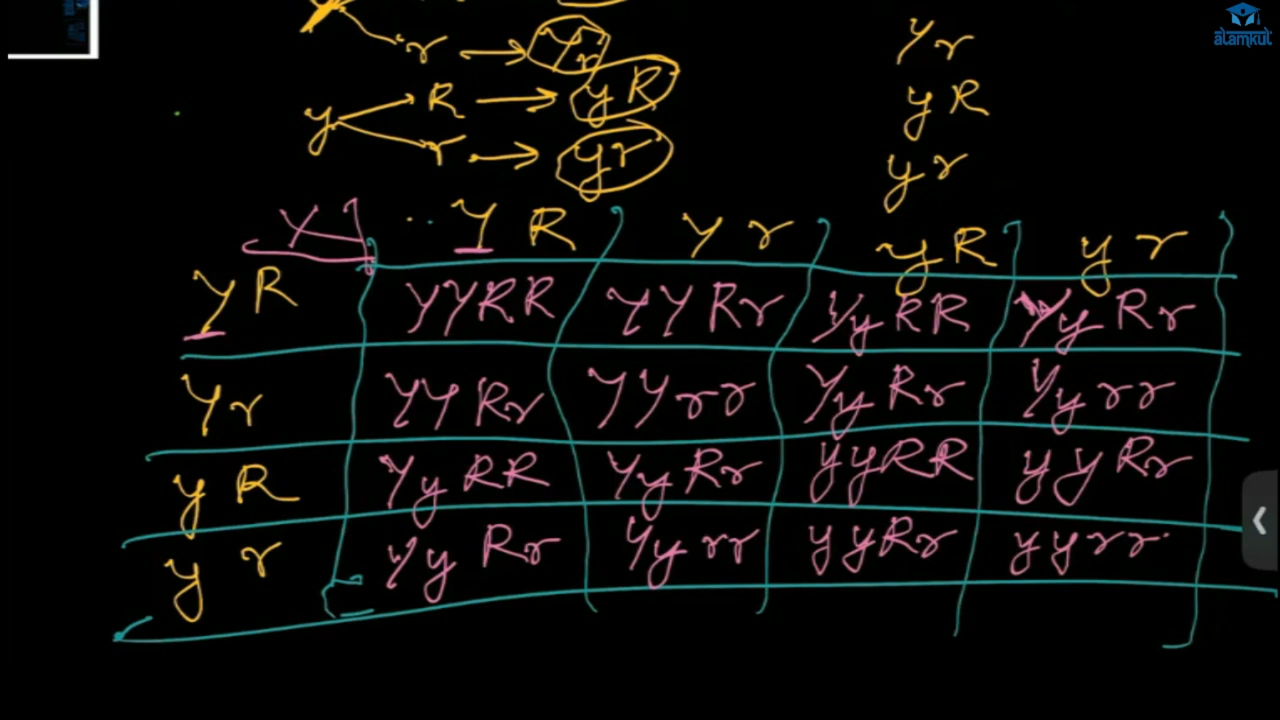 alamkul
r → Yr
Yr
y R → yR
yR
r → yr
yr
X YR Yr yR yr
YR YYRR YYRr YyRR YyRr
Yr YYRr YYrr YyRr Yyrr
yR YyRR YyRr yyRR yyRr
yr YyRr Yyrr yyRr yyrr